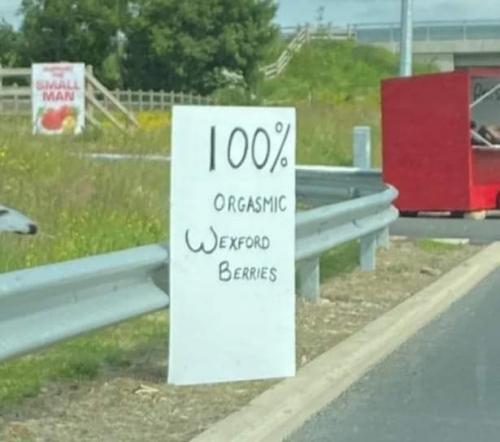 SMALL
MAN
100%
ORGASMIC
WEXFORD
BERRIES